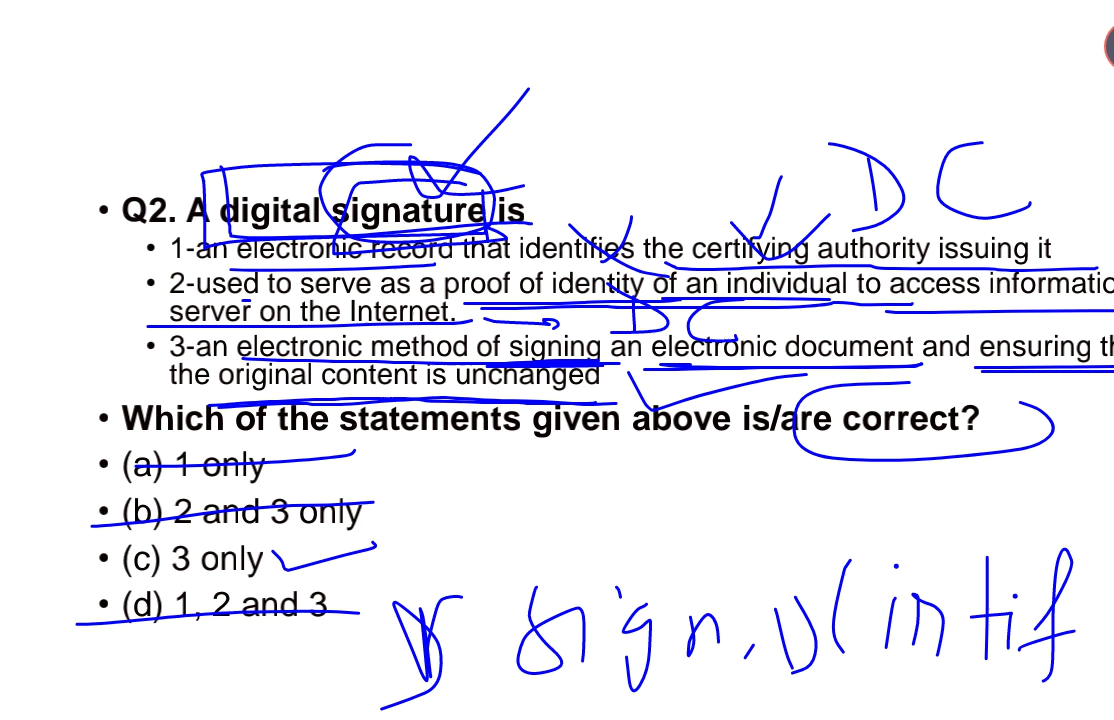 DC
• Q2. A digital signature is
• 1-an electronic record that identifies the certifying authority issuing it
• 2-used to serve as a proof of identity of an individual to access informatio
server on the Internet.
DC
• 3-an electronic method of signing an electronic document and ensuring th
the original content is unchanged
• Which of the statements given above is/are correct?
• (a) 1 only
• (b) 2 and 3 only
• (c) 3 only
• (d) 1, 2 and 3
sign,